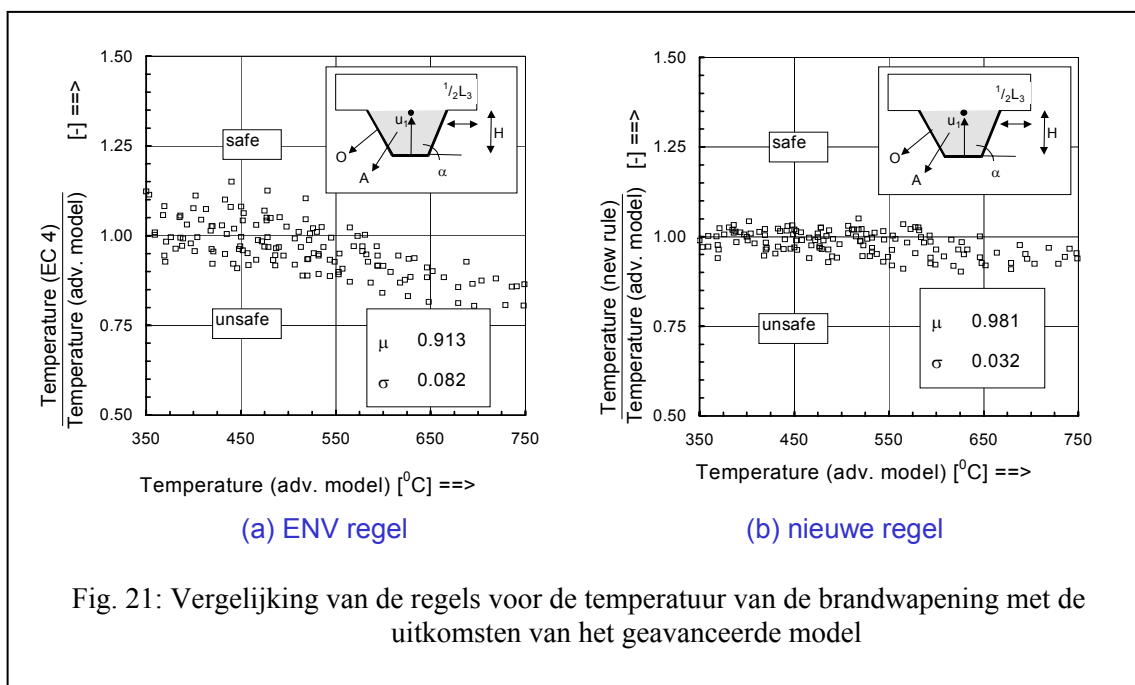 1.50
1.25
1.00
0.75
0.50
Temperature (EC 4)
Temperature (adv. model)
[-] ==>
safe
unsafe
½L₃
u₁
H
O
A
α
μ 0.913
σ 0.082
350 450 550 650 750
Temperature (adv. model) [⁰C] ==>
(a) ENV regel
1.50
1.25
1.00
0.75
0.50
Temperature (new rule)
Temperature (adv. model)
[-] ==>
safe
unsafe
½L₃
u₁
H
O
A
α
μ 0.981
σ 0.032
350 450 550 650 750
Temperature (adv. model) [⁰C] ==>
(b) nieuwe regel
Fig. 21: Vergelijking van de regels voor de temperatuur van de brandwapening met de
uitkomsten van het geavanceerde model